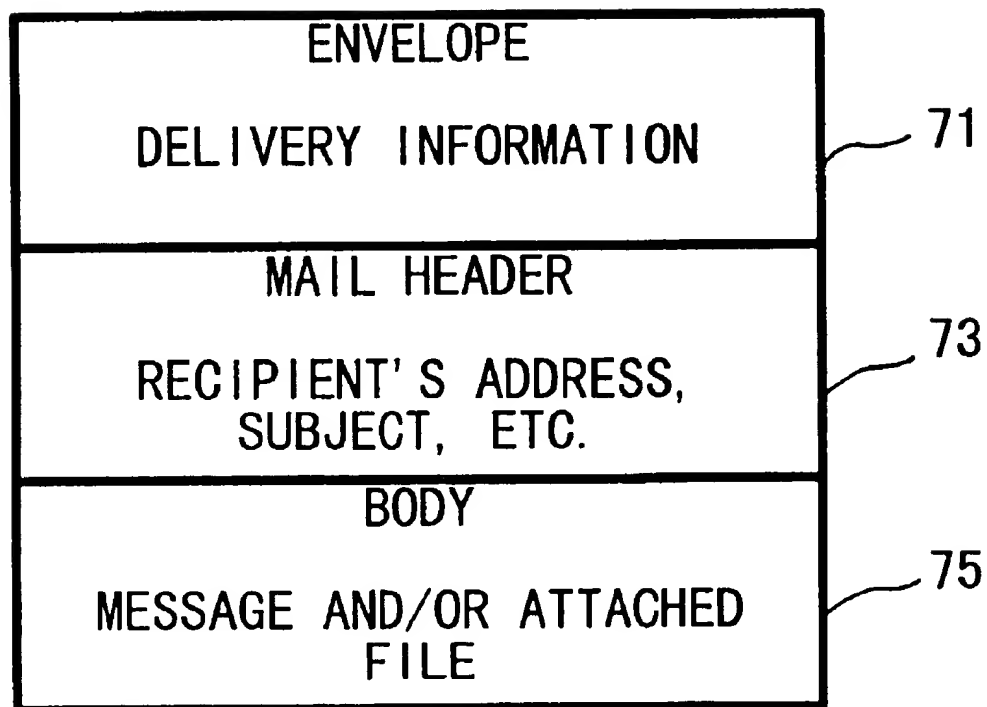 ENVELOPE
DELIVERY INFORMATION
71
MAIL HEADER
RECIPIENT'S ADDRESS,
SUBJECT, ETC.
73
BODY
MESSAGE AND/OR ATTACHED
FILE
75